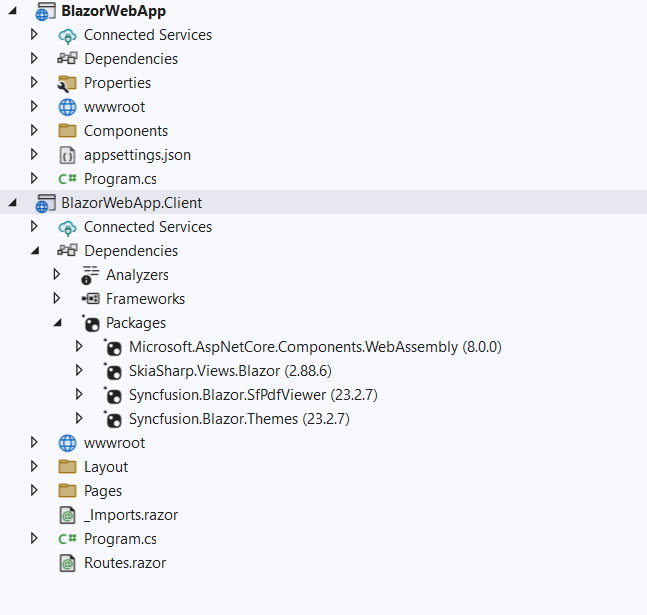 BlazorWebApp
Connected Services
Dependencies
Properties
wwwroot
Components
appsettings.json
C# Program.cs
BlazorWebApp.Client
Connected Services
Dependencies
Analyzers
Frameworks
Packages
Microsoft.AspNetCore.Components.WebAssembly (8.0.0)
SkiaSharp.Views.Blazor (2.88.6)
Syncfusion.Blazor.SfPdfViewer (23.2.7)
Syncfusion.Blazor.Themes (23.2.7)
wwwroot
Layout
Pages
_Imports.razor
C# Program.cs
Routes.razor